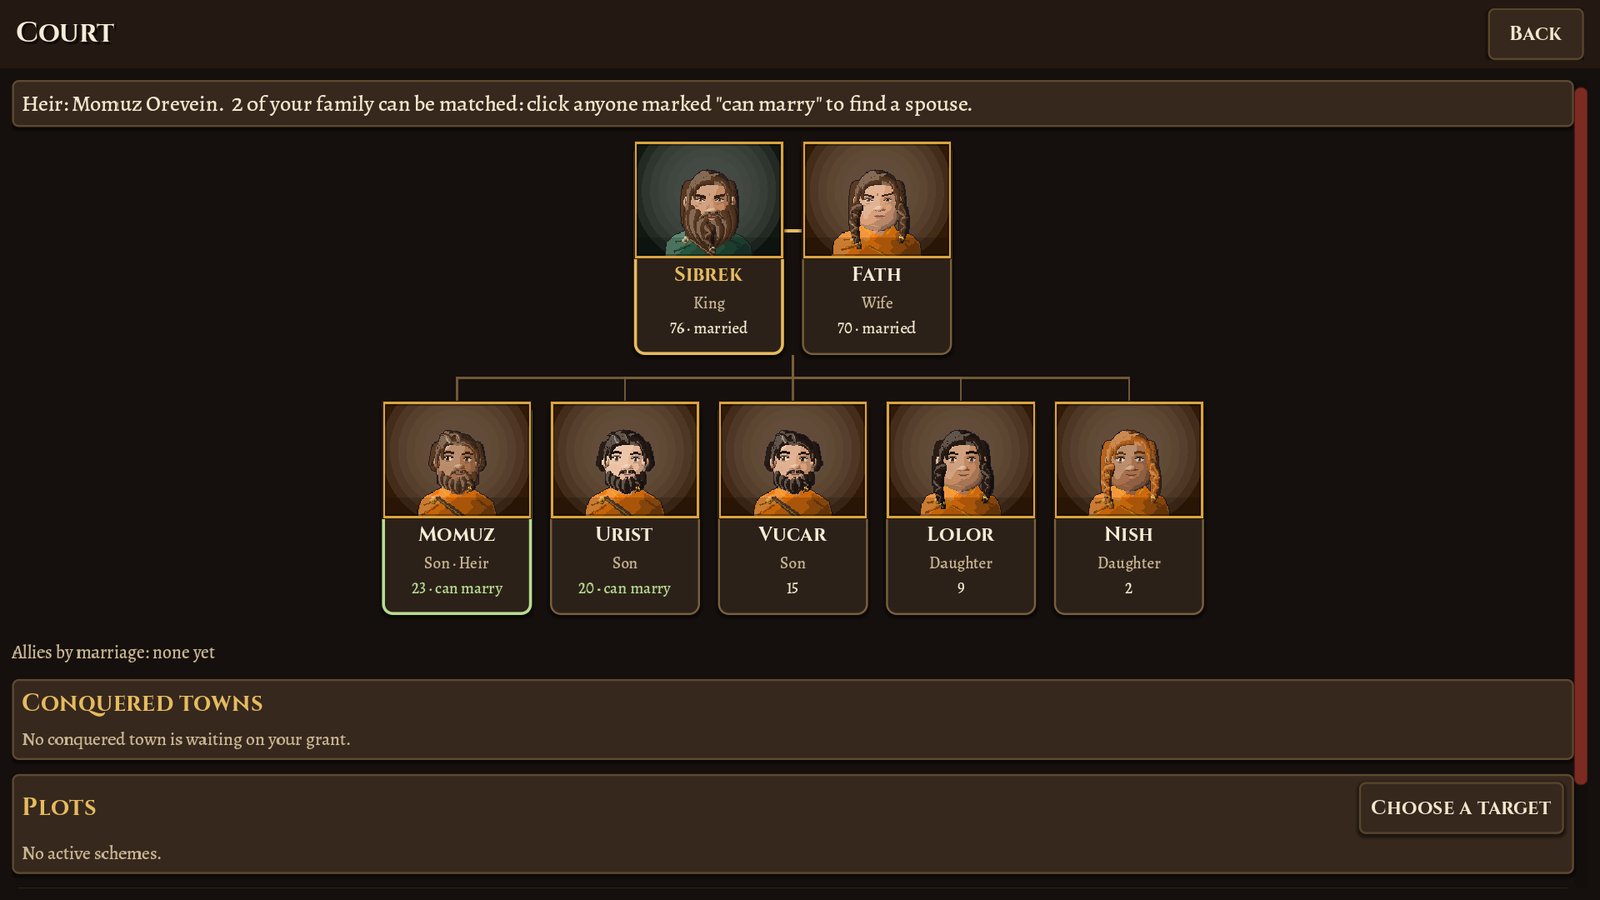 Court
Back
Heir: Momuz Orevein. 2 of your family can be matched: click anyone marked "can marry" to find a spouse.
Sibrek
King
76 · married
Fath
Wife
70 · married
Momuz
Son · Heir
23 · can marry
Urist
Son
20 · can marry
Vucar
Son
15
Lolor
Daughter
9
Nish
Daughter
2
Allies by marriage: none yet
Conquered towns
No conquered town is waiting on your grant.
Plots
Choose a target
No active schemes.